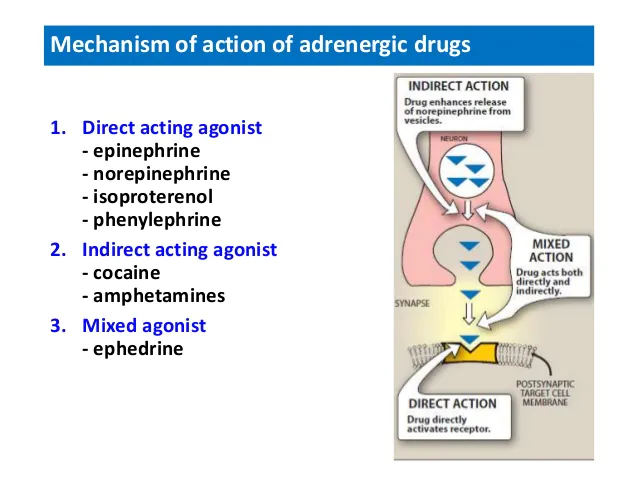 Mechanism of action of adrenergic drugs
1. Direct acting agonist
- epinephrine
- norepinephrine
- isoproterenol
- phenylephrine
2. Indirect acting agonist
- cocaine
- amphetamines
3. Mixed agonist
- ephedrine
INDIRECT ACTION
Drug enhances release
of norepinephrine from
vesicles.
NEURON
MIXED
ACTION
Drug acts both
directly and
indirectly.
SYNAPSE
POSTSYNAPTIC
TARGET CELL
MEMBRANE
DIRECT ACTION
Drug directly
activates receptor.